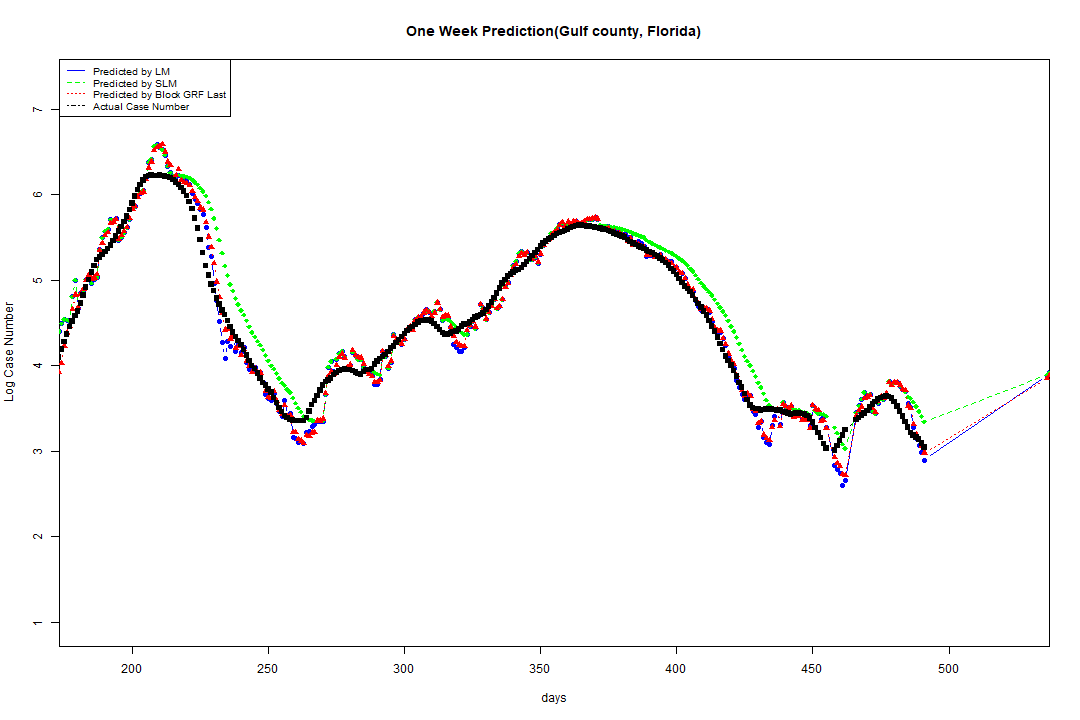 One Week Prediction(Gulf county, Florida)
Predicted by LM
Predicted by SLM
Predicted by Block GRF Last
Actual Case Number
7
6
5
4
3
2
1
Log Case Number
200 250 300 350 400 450 500
days